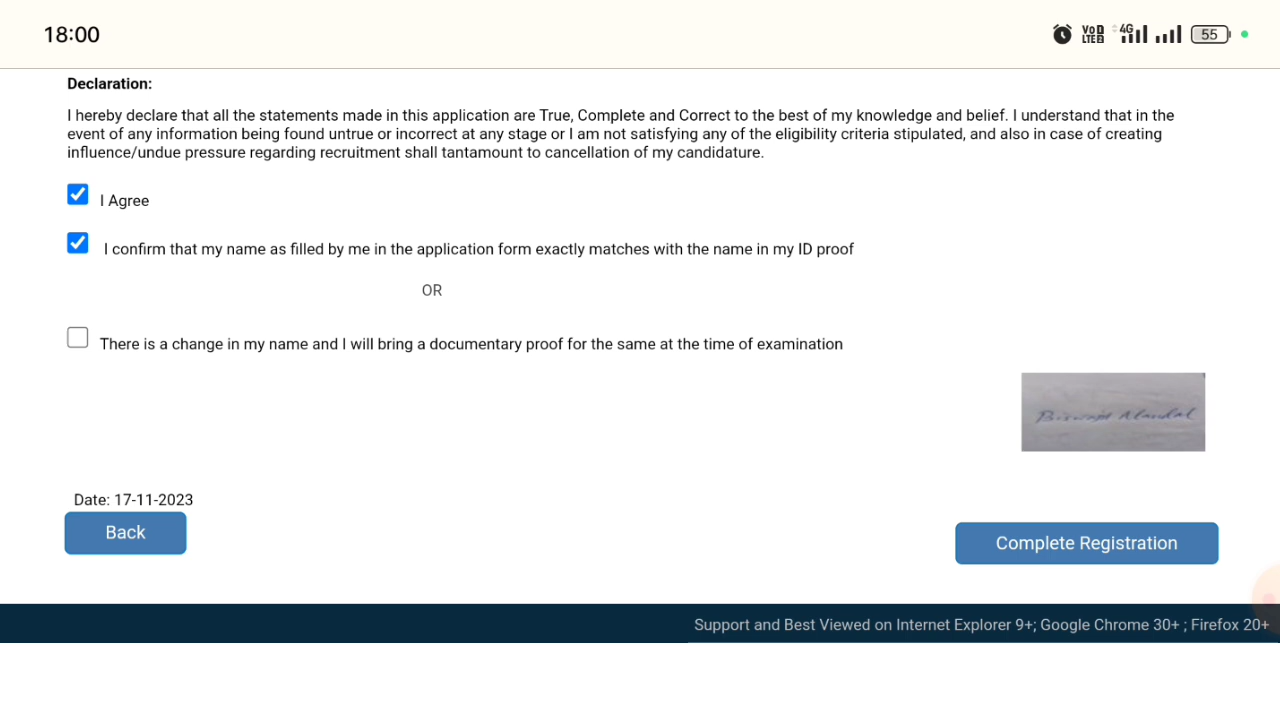 18:00
Vo LTE 4G 55
Declaration:
I hereby declare that all the statements made in this application are True, Complete and Correct to the best of my knowledge and belief. I understand that in the
event of any information being found untrue or incorrect at any stage or I am not satisfying any of the eligibility criteria stipulated, and also in case of creating
influence/undue pressure regarding recruitment shall tantamount to cancellation of my candidature.
I Agree
I confirm that my name as filled by me in the application form exactly matches with the name in my ID proof
OR
There is a change in my name and I will bring a documentary proof for the same at the time of examination
Mandal
Date: 17-11-2023
Back
Complete Registration
Support and Best Viewed on Internet Explorer 9+; Google Chrome 30+ ; Firefox 20+